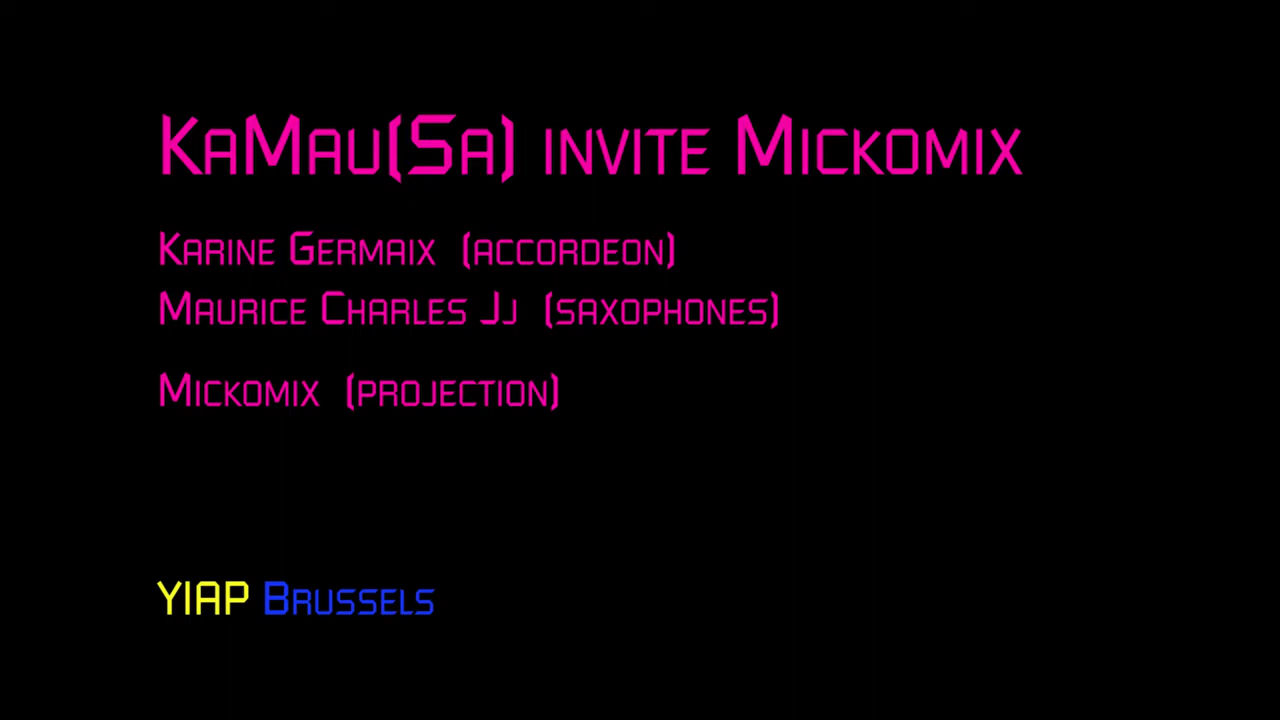 KaMau(Sa) invite Mickomix
Karine Germaix (accordeon)
Maurice Charles Jj (saxophones)
Mickomix (projection)
YIAP Brussels